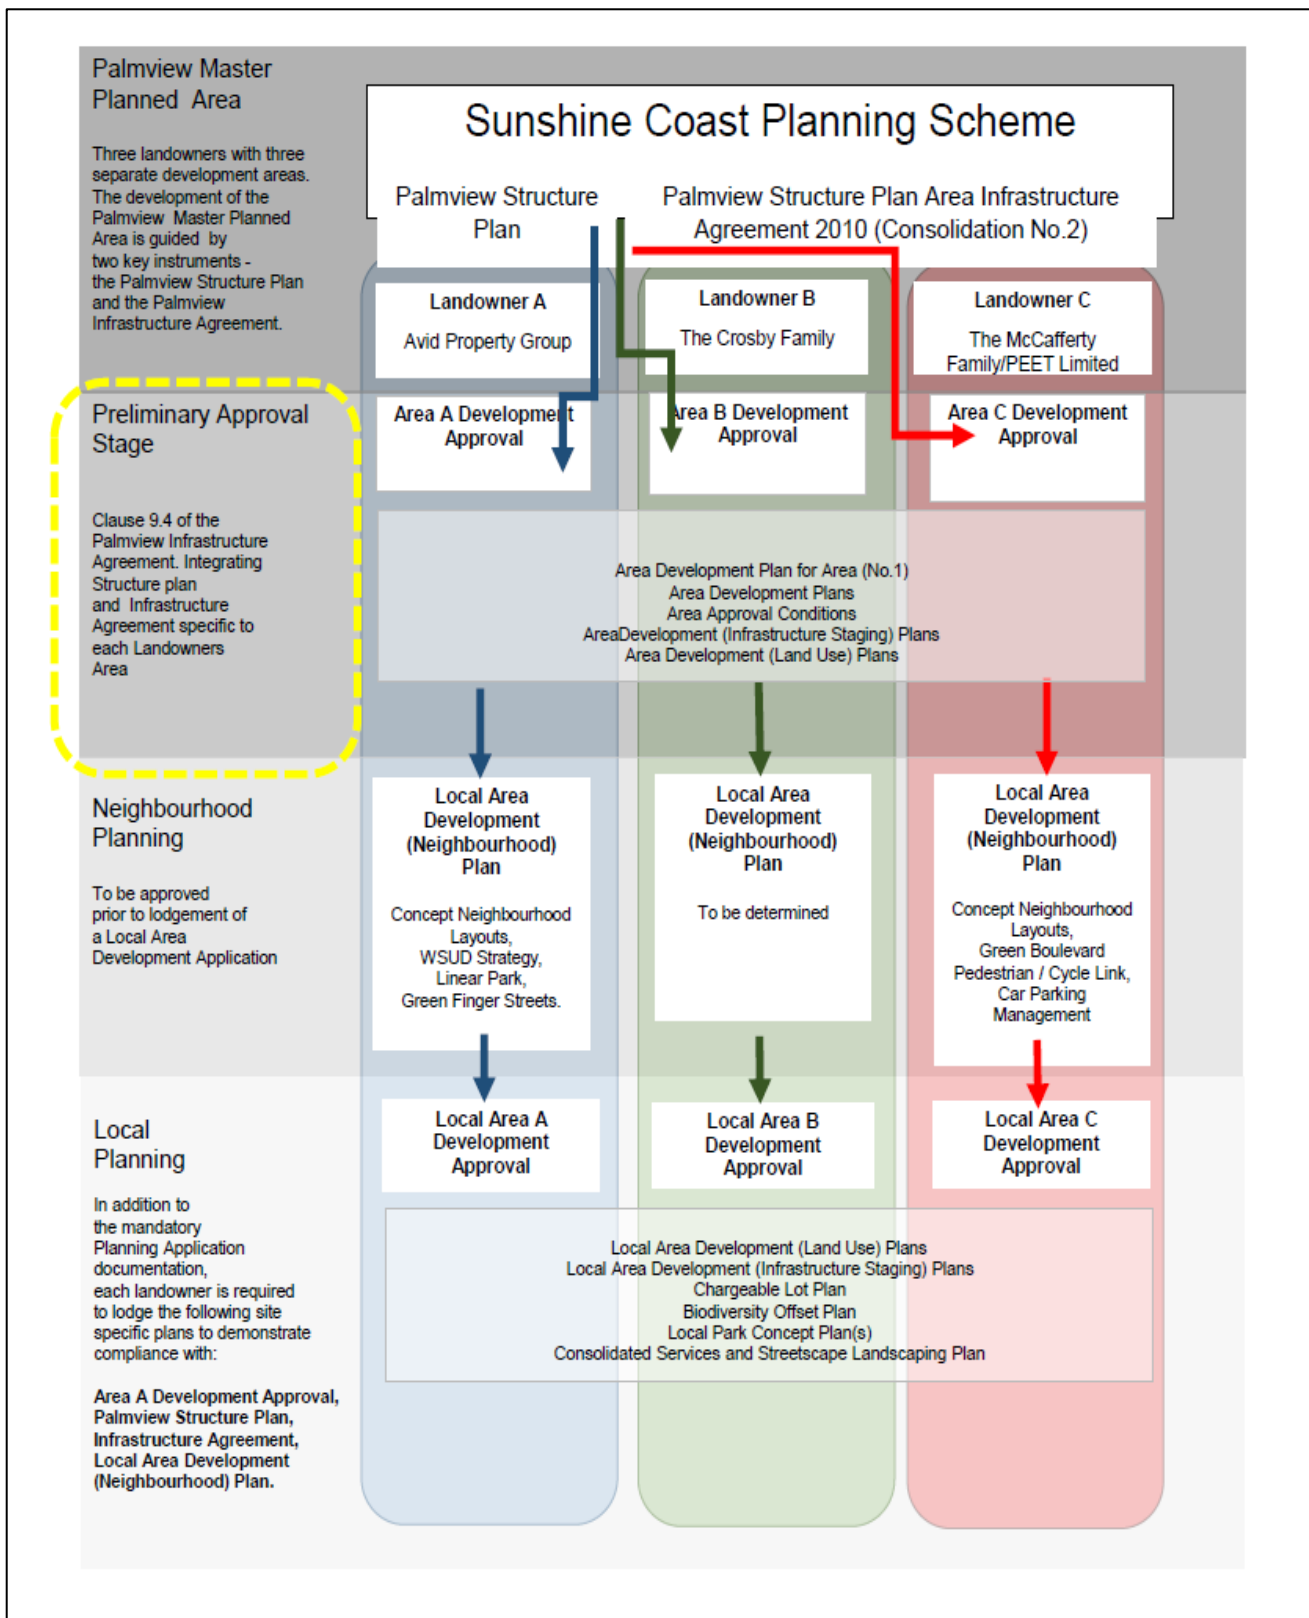 Palmview Master
Planned Area
Three landowners with three
separate development areas.
The development of the
Palmview Master Planned
Area is guided by
two key instruments -
the Palmview Structure Plan
and the Palmview
Infrastructure Agreement.
Sunshine Coast Planning Scheme
Palmview Structure
Plan
Palmview Structure Plan Area Infrastructure
Agreement 2010 (Consolidation No.2)
Landowner A
Avid Property Group
Landowner B
The Crosby Family
Landowner C
The McCafferty
Family/PEET Limited
Preliminary Approval
Stage
Clause 9.4 of the
Palmview Infrastructure
Agreement. Integrating
Structure plan
and Infrastructure
Agreement specific to
each Landowners
Area
Area A Development
Approval
Area B Development
Approval
Area C Development
Approval
Area Development Plan for Area (No.1)
Area Development Plans
Area Approval Conditions
AreaDevelopment (Infrastructure Staging) Plans
Area Development (Land Use) Plans
Neighbourhood
Planning
To be approved
prior to lodgement of
a Local Area
Development Application
Local Area
Development
(Neighbourhood)
Plan
Concept Neighbourhood
Layouts,
WSUD Strategy,
Linear Park,
Green Finger Streets.
Local Area
Development
(Neighbourhood)
Plan
To be determined
Local Area
Development
(Neighbourhood)
Plan
Concept Neighbourhood
Layouts,
Green Boulevard
Pedestrian / Cycle Link,
Car Parking
Management
Local
Planning
In addition to
the mandatory
Planning Application
documentation,
each landowner is required
to lodge the following site
specific plans to demonstrate
compliance with:
Area A Development Approval,
Palmview Structure Plan,
Infrastructure Agreement,
Local Area Development
(Neighbourhood) Plan.
Local Area A
Development
Approval
Local Area B
Development
Approval
Local Area C
Development
Approval
Local Area Development (Land Use) Plans
Local Area Development (Infrastructure Staging) Plans
Chargeable Lot Plan
Biodiversity Offset Plan
Local Park Concept Plan(s)
Consolidated Services and Streetscape Landscaping Plan